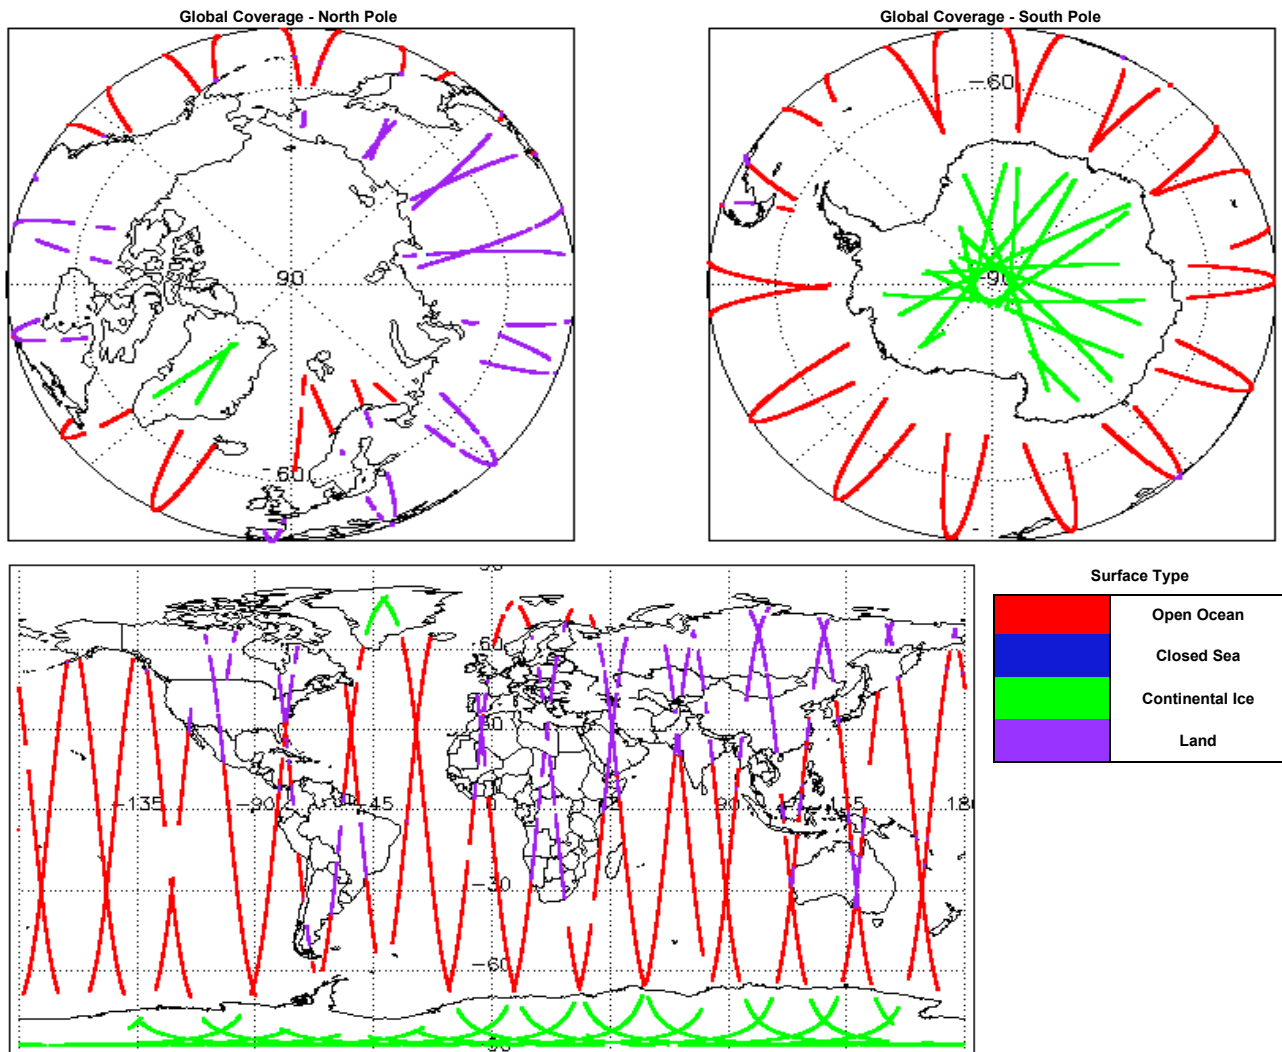 Global Coverage - North Pole
90
-60
Global Coverage - South Pole
-60
-90
60
-135
-90
-45
0
90
135
180
-30
-60
Surface Type
Open Ocean
Closed Sea
Continental Ice
Land